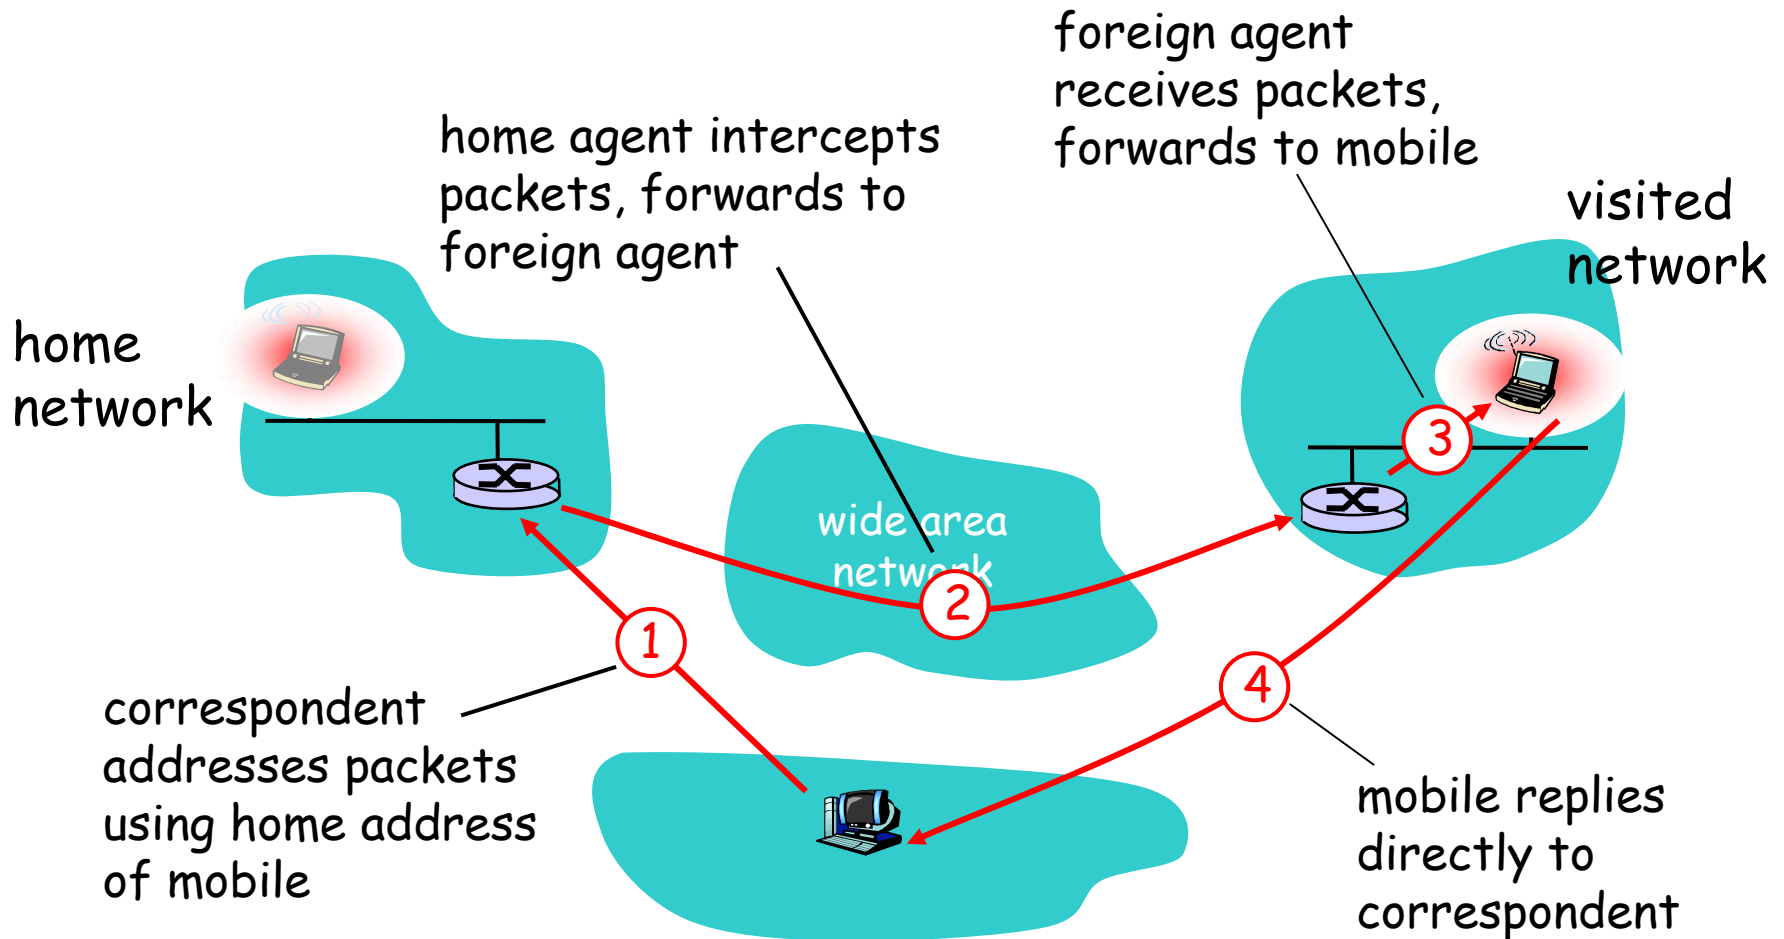 foreign agent
receives packets,
forwards to mobile
home agent intercepts
packets, forwards to
foreign agent
visited
network
home
network
3
wide area
network
2
1
4
correspondent
addresses packets
using home address
of mobile
mobile replies
directly to
correspondent